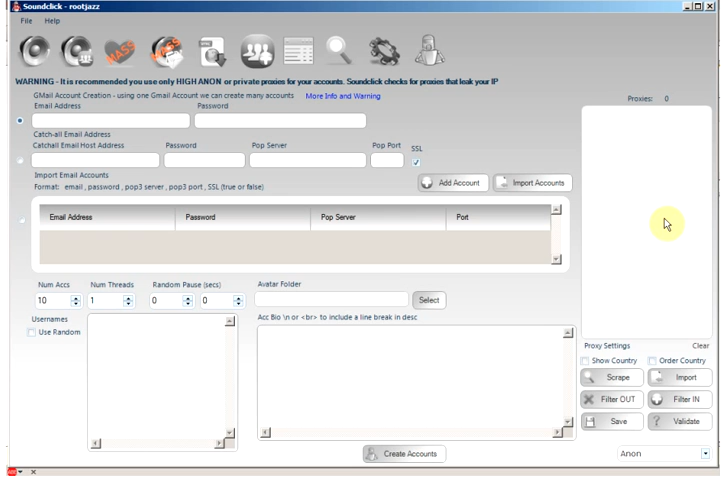 Soundclick - rootjazz
File Help
MASS
MASS
WARNING - It is recommended you use only HIGH ANON or private proxies for your accounts. Soundclick checks for proxies that leak your IP
GMail Account Creation - using one Gmail Account we can create many accounts More Info and Warning
Proxies: 0
Email Address Password
Catch-all Email Address
Catchall Email Host Address Password Pop Server Pop Port SSL
Import Email Accounts
Format: email , password , pop3 server , pop3 port , SSL (true or false)
Add Account Import Accounts
Email Address Password Pop Server Port
Num Accs Num Threads Random Pause (secs) Avatar Folder
10 1 0 0 Select
Usernames Acc Bio \n or <br> to include a line break in desc
Use Random
Proxy Settings Clear
Show Country Order Country
Scrape Import
Filter OUT Filter IN
Save Validate
Create Accounts Anon